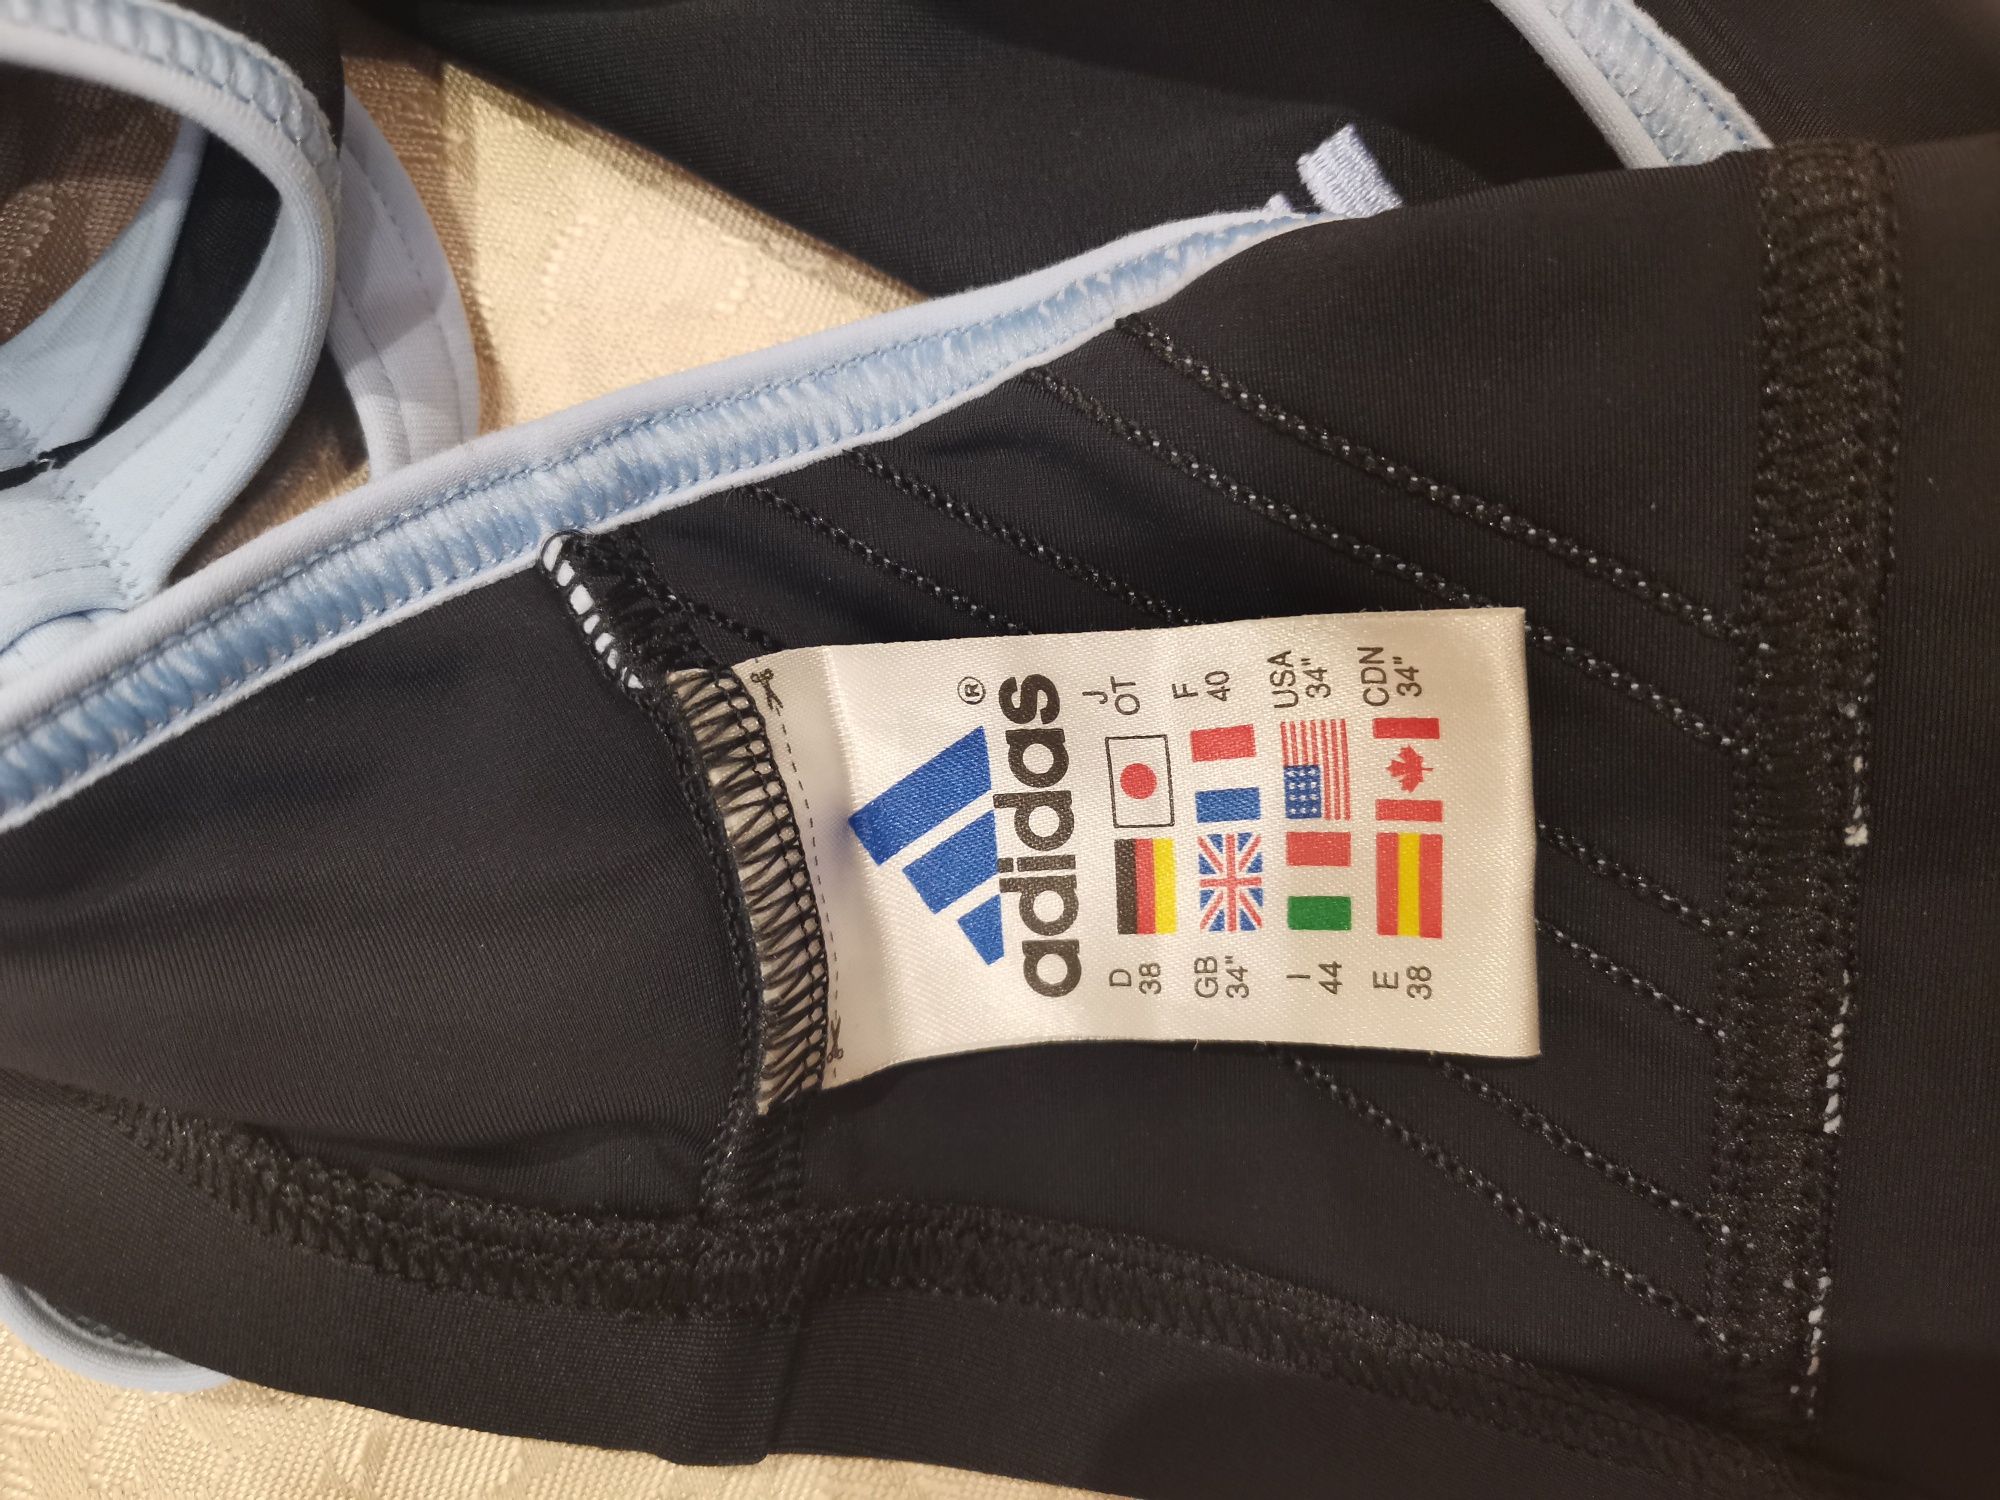 adidas®
D 38
J OT
GB 34"
F 40
I 44
USA 34"
E 38
CDN 34"